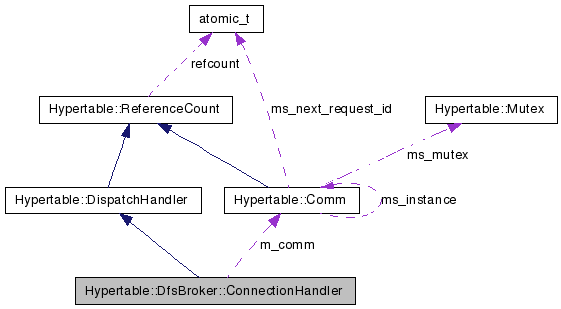 atomic_t
refcount
Hypertable::ReferenceCount
ms_next_request_id
Hypertable::Mutex
ms_mutex
Hypertable::DispatchHandler
Hypertable::Comm
ms_instance
m_comm
Hypertable::DfsBroker::ConnectionHandler